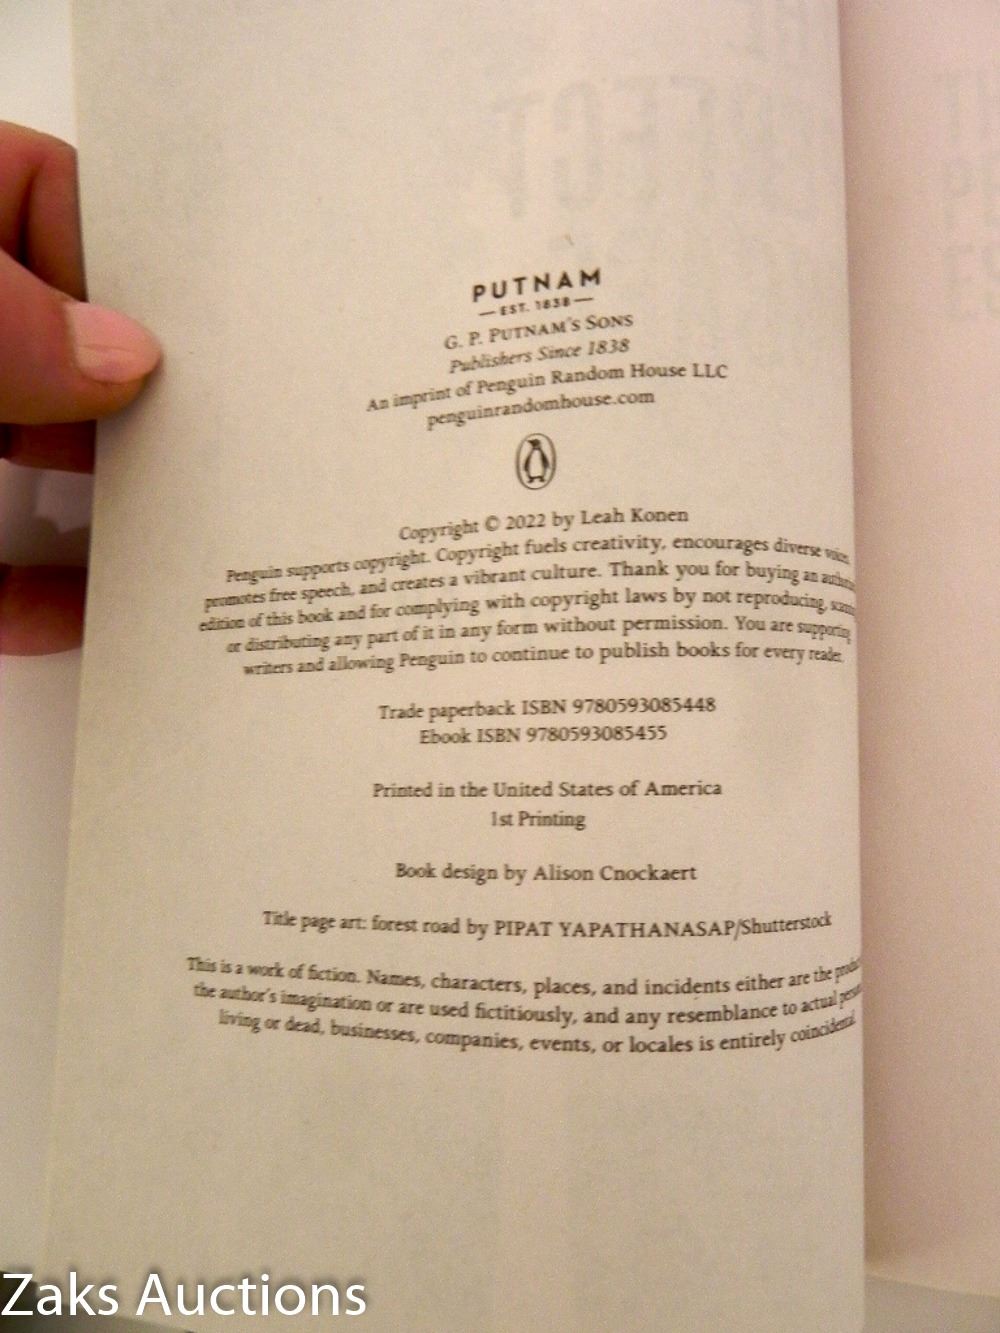 PUTNAM
—EST. 1838—
G. P. PUTNAM'S SONS
Publishers Since 1838
An imprint of Penguin Random House LLC
penguinrandomhouse.com
Copyright © 2022 by Leah Konen
Penguin supports copyright. Copyright fuels creativity, encourages diverse voices,
promotes free speech, and creates a vibrant culture. Thank you for buying an
edition of this book and for complying with copyright laws by not reproducing,
or distributing any part of it in any form without permission. You are supporting
writers and allowing Penguin to continue to publish books for every reader.
Trade paperback ISBN 9780593085448
Ebook ISBN 9780593085455
Printed in the United States of America
1st Printing
Book design by Alison Cnockaert
Title page art: forest road by PIPAT YAPATHANASAP/Shutterstock
This is a work of fiction. Names, characters, places, and incidents either are the
the author's imagination or are used fictitiously, and any resemblance to actual
living or dead, businesses, companies, events, or locales is entirely coincidental.
Zaks Auctions